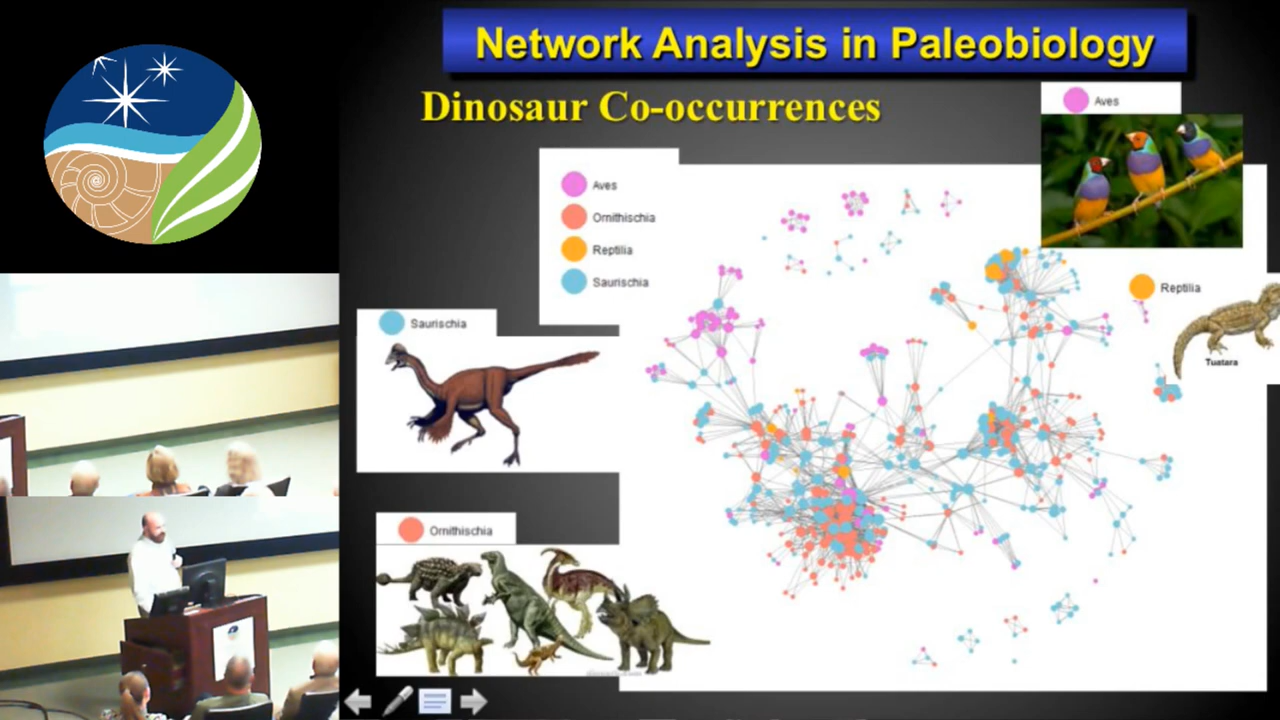 Network Analysis in Paleobiology
Dinosaur Co-occurrences
Aves
Aves
Ornithischia
Reptilia
Saurischia
Reptilia
Tuatara
Saurischia
Ornithischia